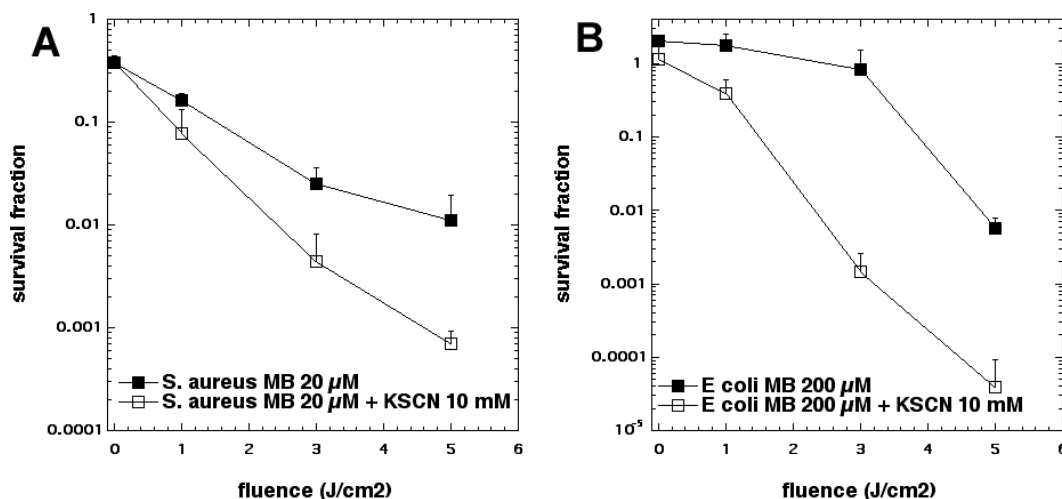 A
survival fraction
1
0.1
0.01
0.001
0.0001
0 1 2 3 4 5 6
fluence (J/cm2)
S. aureus MB 20 µM
S. aureus MB 20 µM + KSCN 10 mM
B
survival fraction
1
0.1
0.01
0.001
0.0001
10⁻⁵
0 1 2 3 4 5 6
fluence (J/cm2)
E coli MB 200 µM
E coli MB 200 µM + KSCN 10 mM